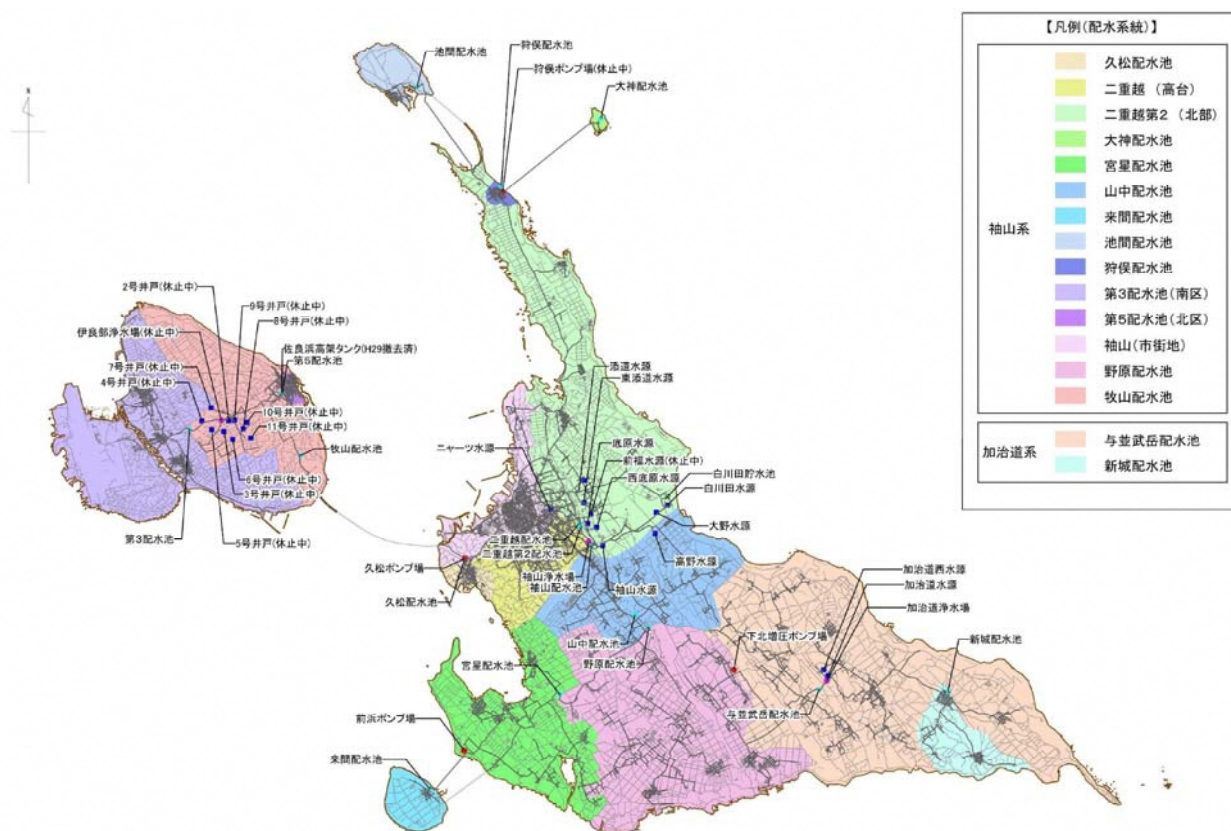 【凡例(配水系統)】
袖山系
久松配水池
二重越 (高台)
二重越第2 (北部)
大神配水池
宮星配水池
山中配水池
来間配水池
池間配水池
狩俣配水池
第3配水池(南区)
第5配水池(北区)
袖山(市街地)
野原配水池
牧山配水池
加治道系
与並武岳配水池
新城配水池
池間配水池
狩俣配水池
狩俣ポンプ場(休止中)
大神配水池
2号井戸(休止中)
9号井戸(休止中)
8号井戸(休止中)
伊良部浄水場(休止中)
佐良浜高架タンク(H29撤去済)
第5配水池
7号井戸(休止中)
4号井戸(休止中)
10号井戸(休止中)
11号井戸(休止中)
牧山配水池
6号井戸(休止中)
3号井戸(休止中)
5号井戸(休止中)
第3配水池
添道水源
東添道水源
底原水源
前福水源(休止中)
西底原水源
ニャーツ水源
白川田貯水池
白川田水源
大野水源
高野水源
二重越配水池
二重越第2配水池
袖山浄水場
袖山配水池
袖山水源
久松ポンプ場
久松配水池
山中配水池
野原配水池
宮星配水池
前浜ポンプ場
来間配水池
下北増圧ポンプ場
加治道西水源
加治道水源
加治道浄水場
新城配水池
与並武岳配水池